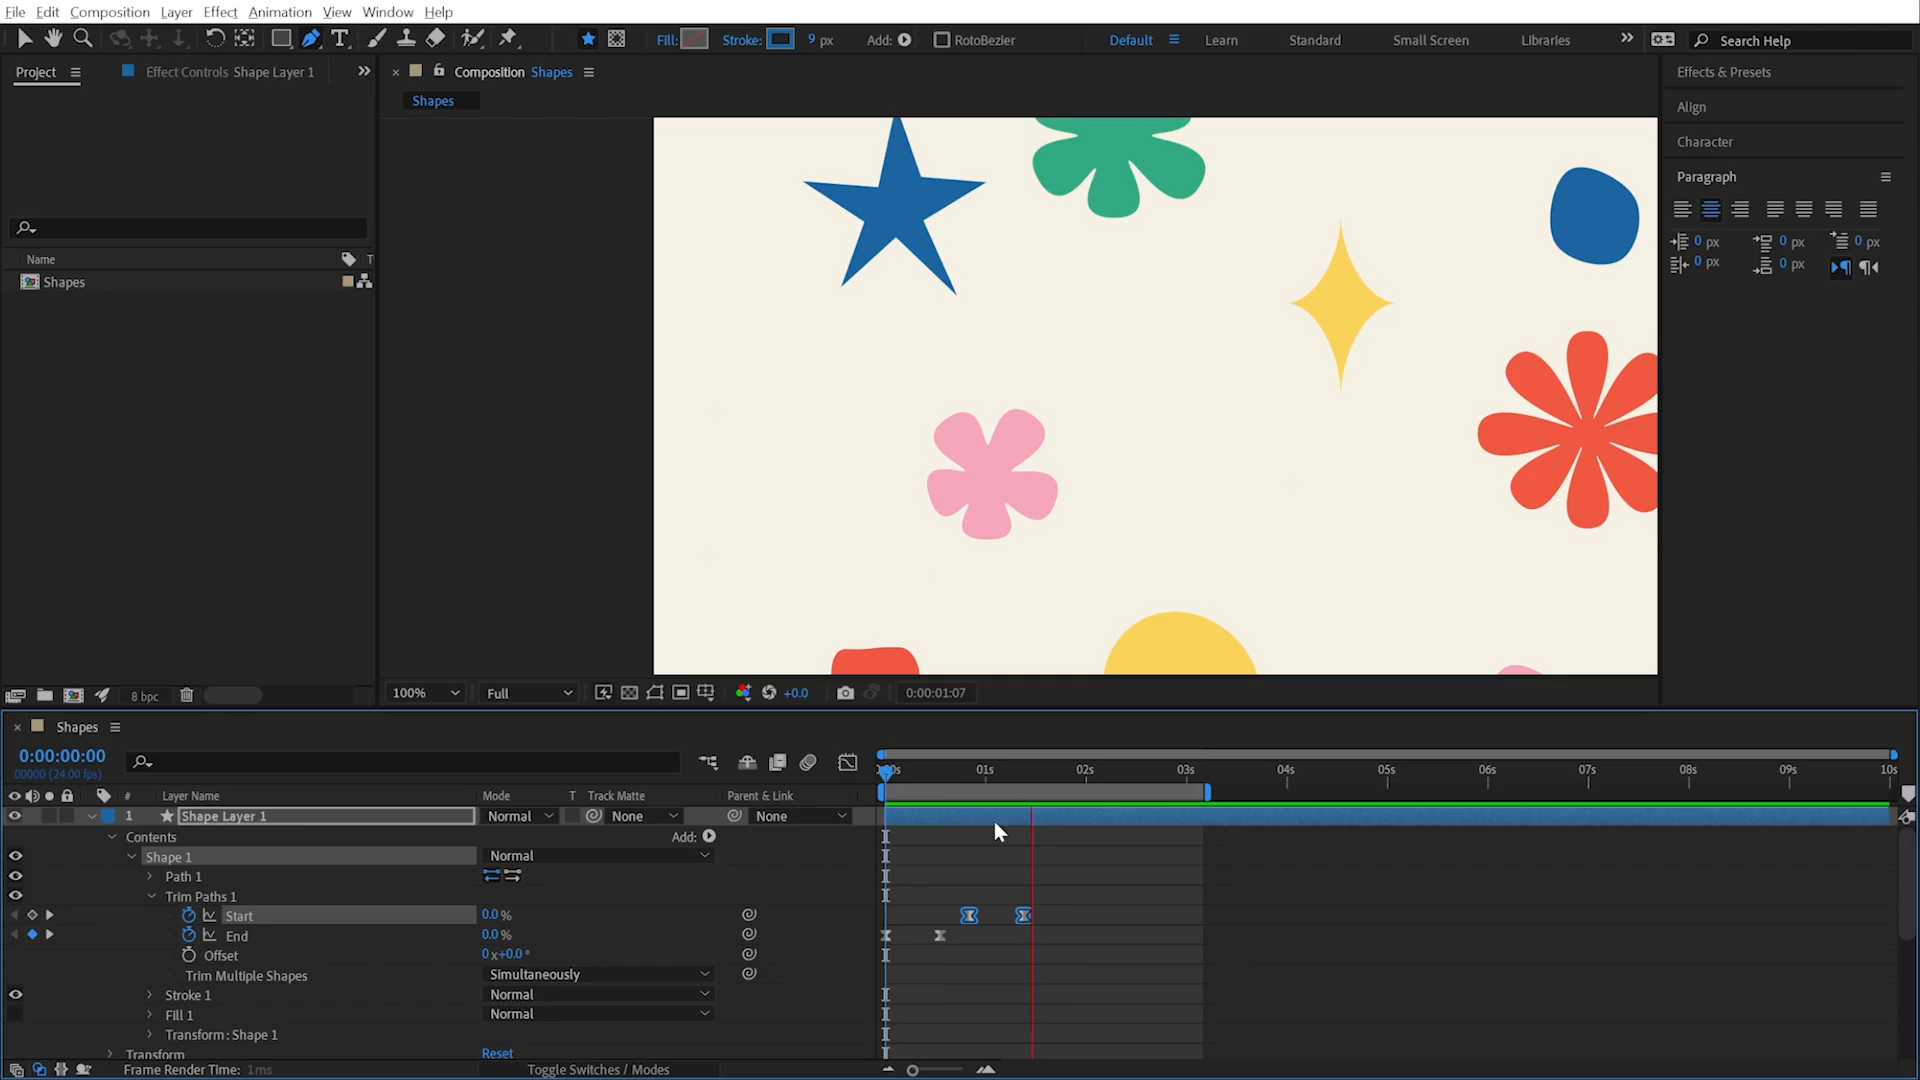 File Edit Composition Layer Effect Animation View Window Help
Fill: Stroke: 9 px Add: RotoBezier Default Learn Standard Small Screen Libraries Search Help
Project Effect Controls Shape Layer 1 Composition Shapes Effects & Presets
Shapes
Align
Character
Paragraph
0 px 0 px 0 px
0 px 0 px
Name T
Shapes
8 bpc 100% Full +0.0 0:00:01:07
Shapes
0:00:00:00
00000 (24.00 fps)
01s 02s 03s 04s 05s 06s 07s 08s 09s 10s
# Layer Name Mode T Track Matte Parent & Link
1 Shape Layer 1 Normal None None
Contents Add:
Shape 1 Normal
Path 1
Trim Paths 1
Start 0.0 %
End 0.0 %
Offset 0 x+0.0 °
Trim Multiple Shapes Simultaneously
Stroke 1 Normal
Fill 1 Normal
Transform: Shape 1
Transform Reset
Frame Render Time: 1ms Toggle Switches / Modes